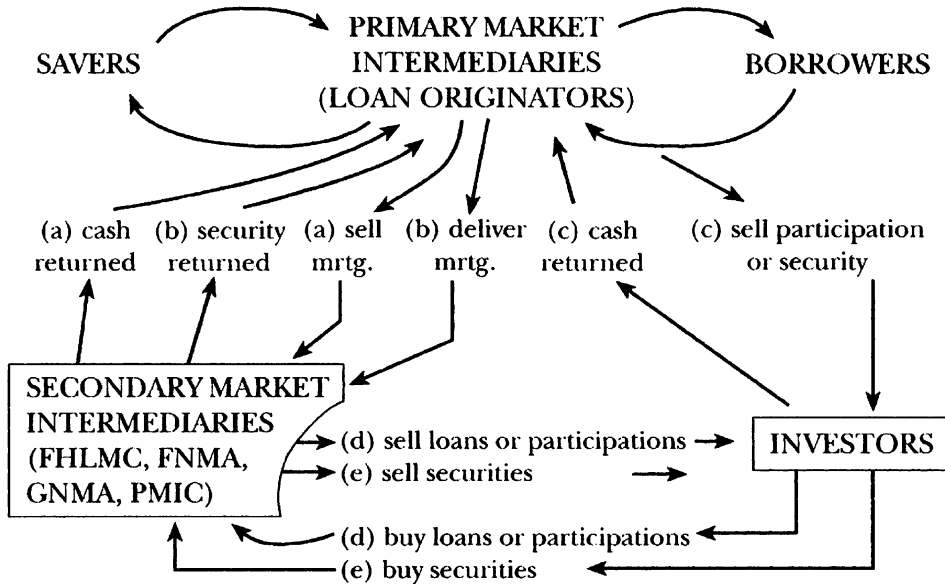 PRIMARY MARKET
INTERMEDIARIES
(LOAN ORIGINATORS)
SAVERS
BORROWERS
(a) cash
returned
(b) security
returned
(a) sell
mrtg.
(b) deliver
mrtg.
(c) cash
returned
(c) sell participation
or security
SECONDARY MARKET
INTERMEDIARIES
(FHLMC, FNMA,
GNMA, PMIC)
(d) sell loans or participations
(e) sell securities
INVESTORS
(d) buy loans or participations
(e) buy securities